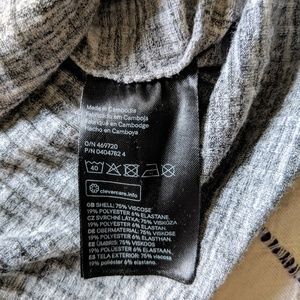 Made in Cambodia
Fabricado em Camboja
Fabriqué en Cambodge
Hecho en Camboya
O/N 469720
P/N 0404782 4
40
clevercare.info
GB SHELL: 75% VISCOSE
19% POLYESTER 6% ELASTANE
CZ SVRCHNÍ LÁTKA: 75% VISKÓZA
19% POLYESTER 6% ELASTAN
DE OBERMATERIAL: 75% VISKOSE
19% POLYESTER 6% ELASTHAN
EE ÜLAOSA: 75% VISKOOS
19% POLÜESTER 6% ELASTAAN
ES TELA EXTERIOR: 75% VISCOSA
19% poliéster 6% elastano